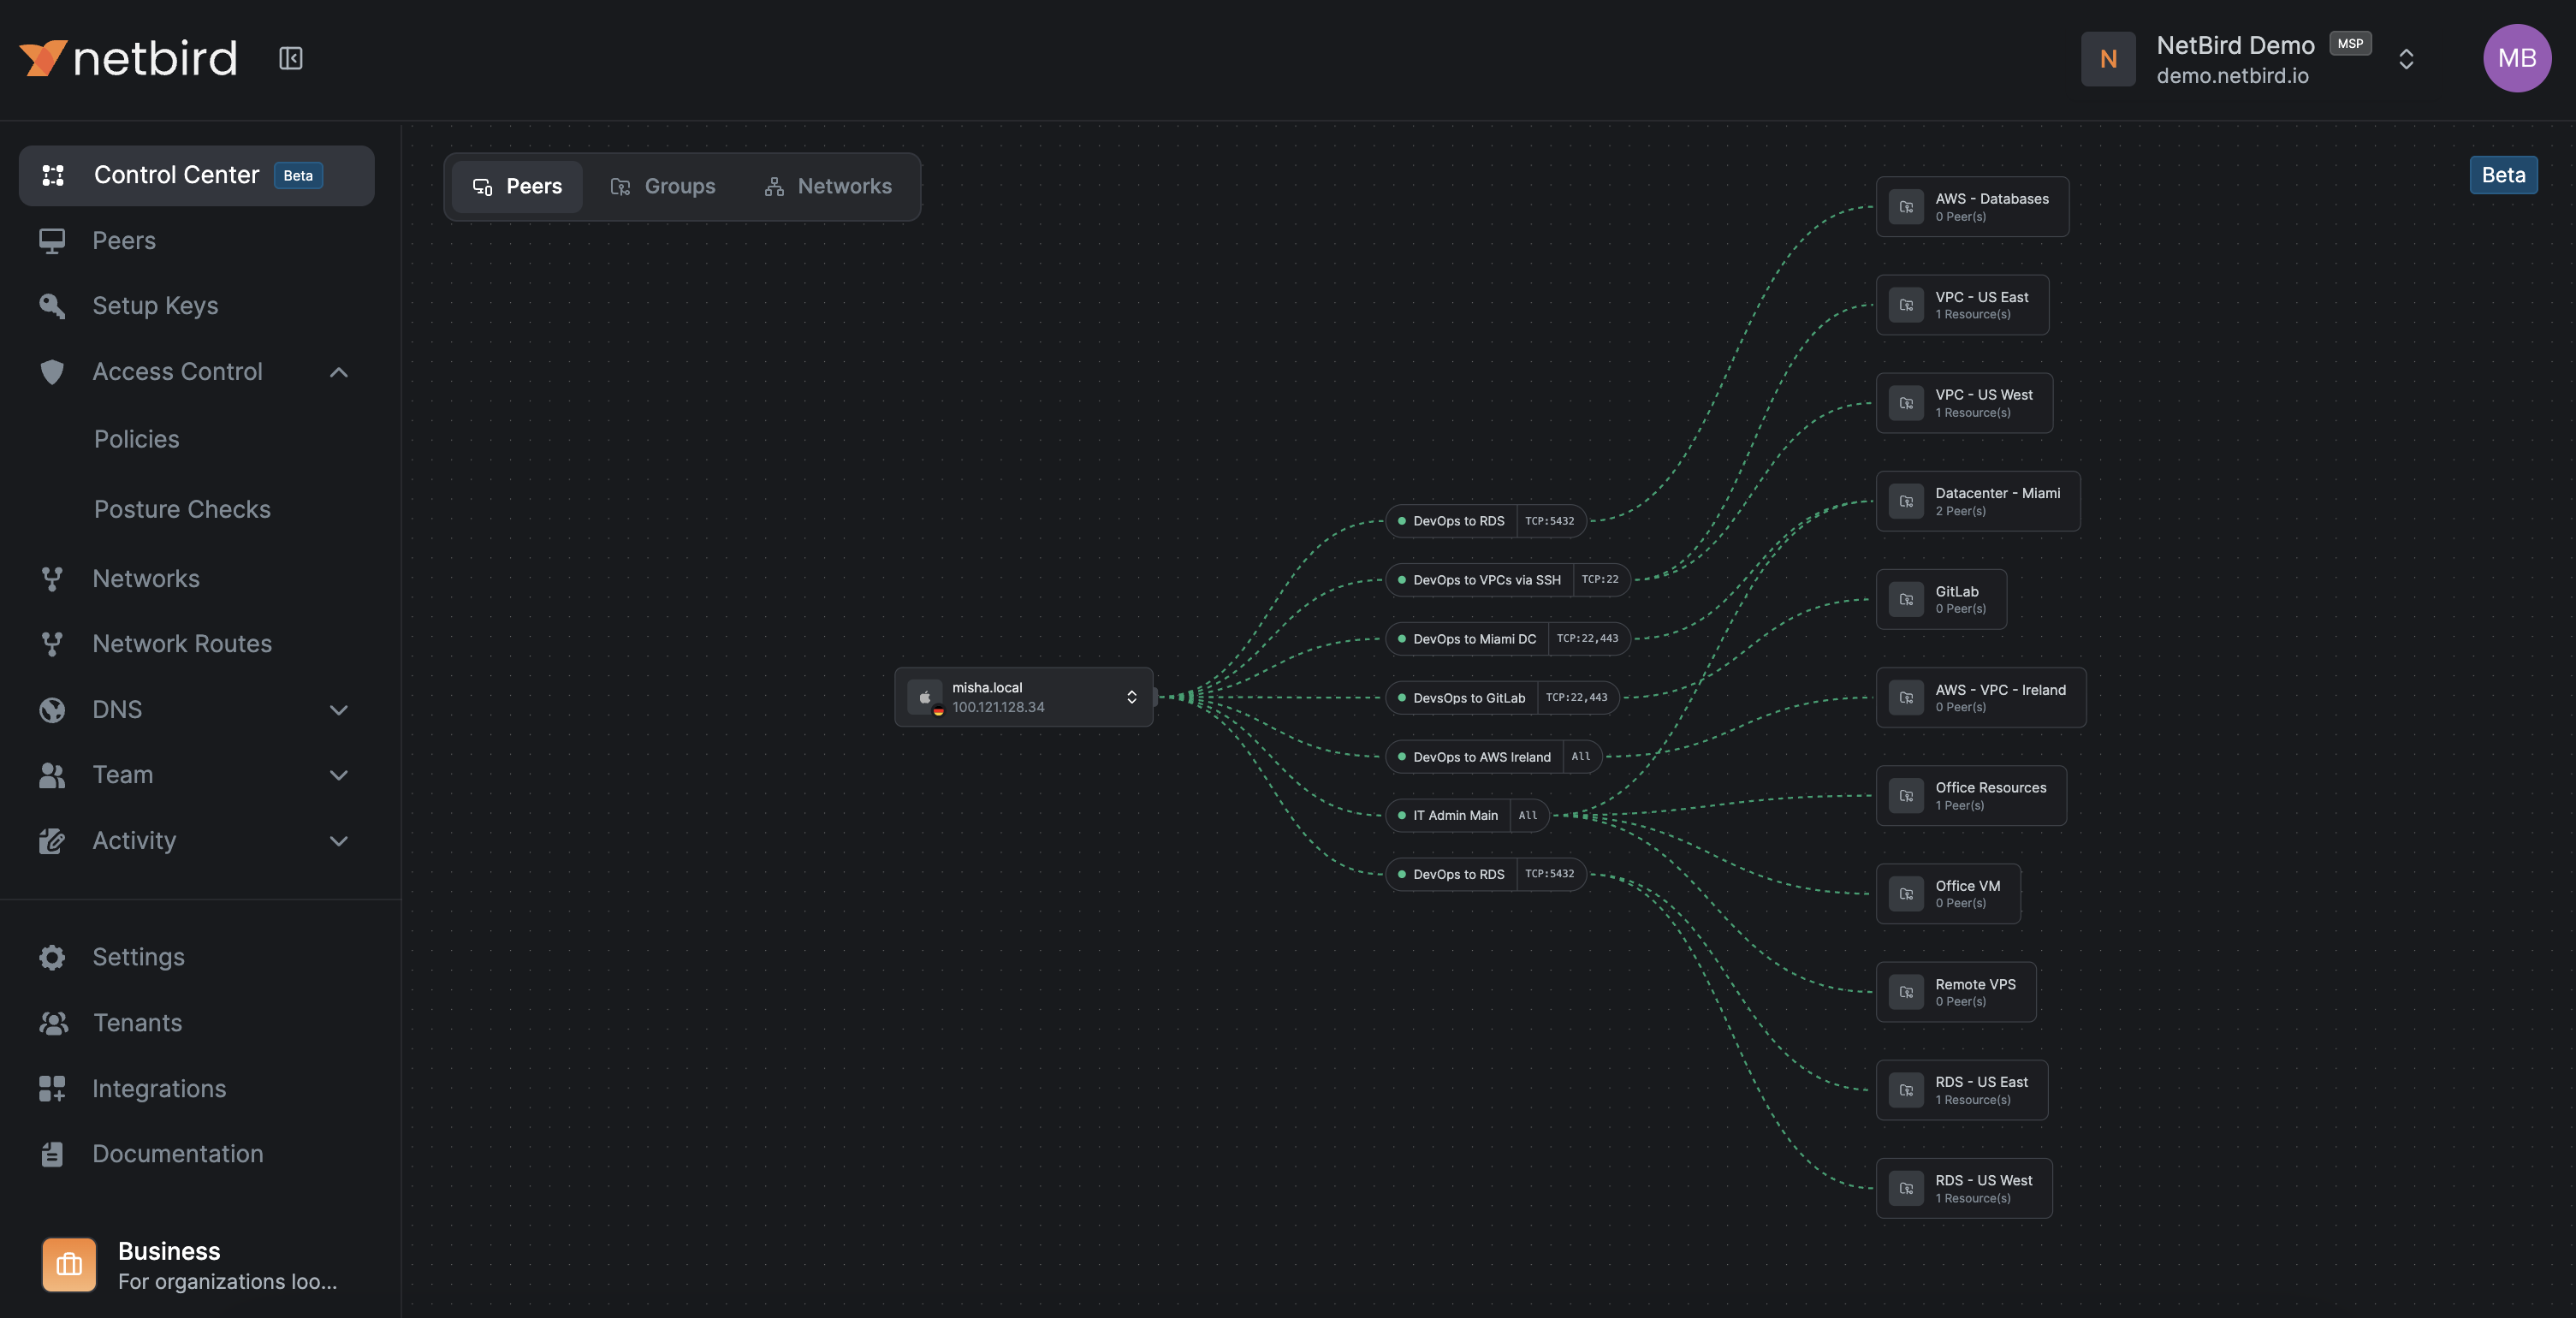 netbird
N
NetBird Demo MSP
demo.netbird.io
MB
Control Center Beta
Peers
Setup Keys
Access Control
Policies
Posture Checks
Networks
Network Routes
DNS
Team
Activity
Settings
Tenants
Integrations
Documentation
Business
For organizations loo...
Peers Groups Networks
Beta
misha.local
100.121.128.34
DevOps to RDS TCP:5432
DevOps to VPCs via SSH TCP:22
DevOps to Miami DC TCP:22,443
DevsOps to GitLab TCP:22,443
DevOps to AWS Ireland All
IT Admin Main All
DevOps to RDS TCP:5432
AWS - Databases
0 Peer(s)
VPC - US East
1 Resource(s)
VPC - US West
1 Resource(s)
Datacenter - Miami
2 Peer(s)
GitLab
0 Peer(s)
AWS - VPC - Ireland
0 Peer(s)
Office Resources
1 Peer(s)
Office VM
0 Peer(s)
Remote VPS
0 Peer(s)
RDS - US East
1 Resource(s)
RDS - US West
1 Resource(s)